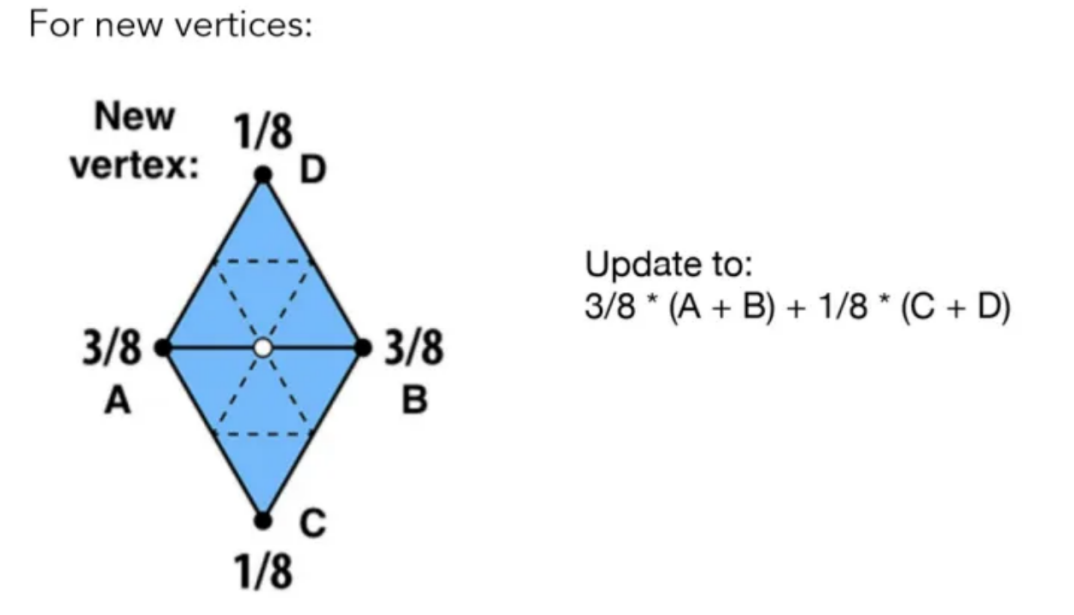 For new vertices:
New
vertex:
1/8
D
3/8
A
3/8
B
C
1/8
Update to:
3/8 * (A + B) + 1/8 * (C + D)